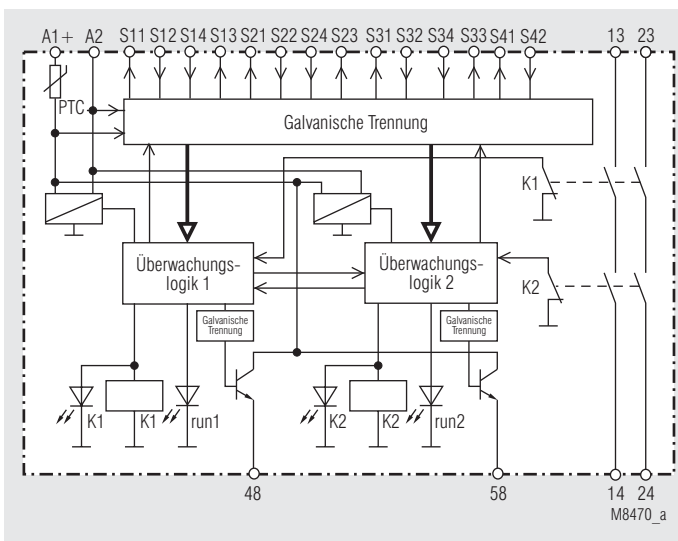 A1+ A2 S11 S12 S14 S13 S21 S22 S24 S23 S31 S32 S34 S33 S41 S42 13 23
PTC
Galvanische Trennung
K1
Überwachungs-
logik 1
Überwachungs-
logik 2
K2
Galvanische
Trennung
Galvanische
Trennung
K1 K1 run1 K2 K2 run2
48 58 14 24
M8470_a